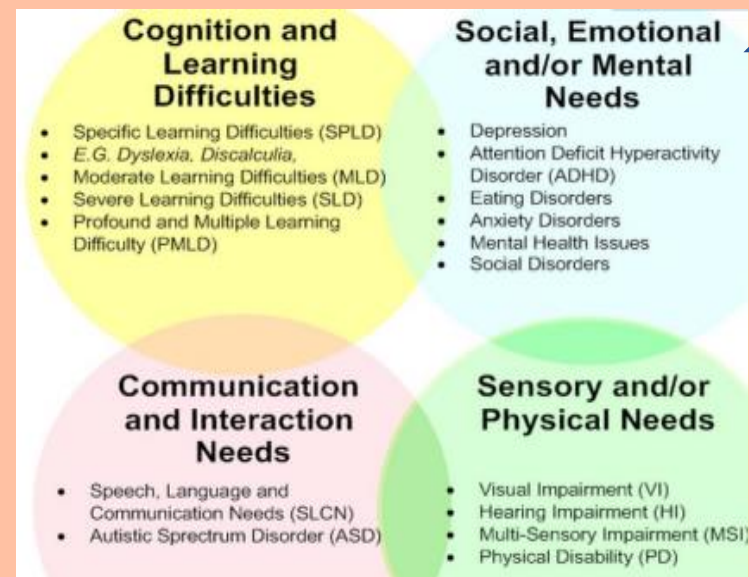 Cognition and
Learning
Difficulties
• Specific Learning Difficulties (SPLD)
• E.G. Dyslexia, Discalculia,
• Moderate Learning Difficulties (MLD)
• Severe Learning Difficulties (SLD)
• Profound and Multiple Learning
Difficulty (PMLD)
Social, Emotional
and/or Mental
Needs
• Depression
• Attention Deficit Hyperactivity
Disorder (ADHD)
• Eating Disorders
• Anxiety Disorders
• Mental Health Issues
• Social Disorders
Communication
and Interaction
Needs
• Speech, Language and
Communication Needs (SLCN)
• Autistic Sprectrum Disorder (ASD)
Sensory and/or
Physical Needs
• Visual Impairment (VI)
• Hearing Impairment (HI)
• Multi-Sensory Impairment (MSI)
• Physical Disability (PD)